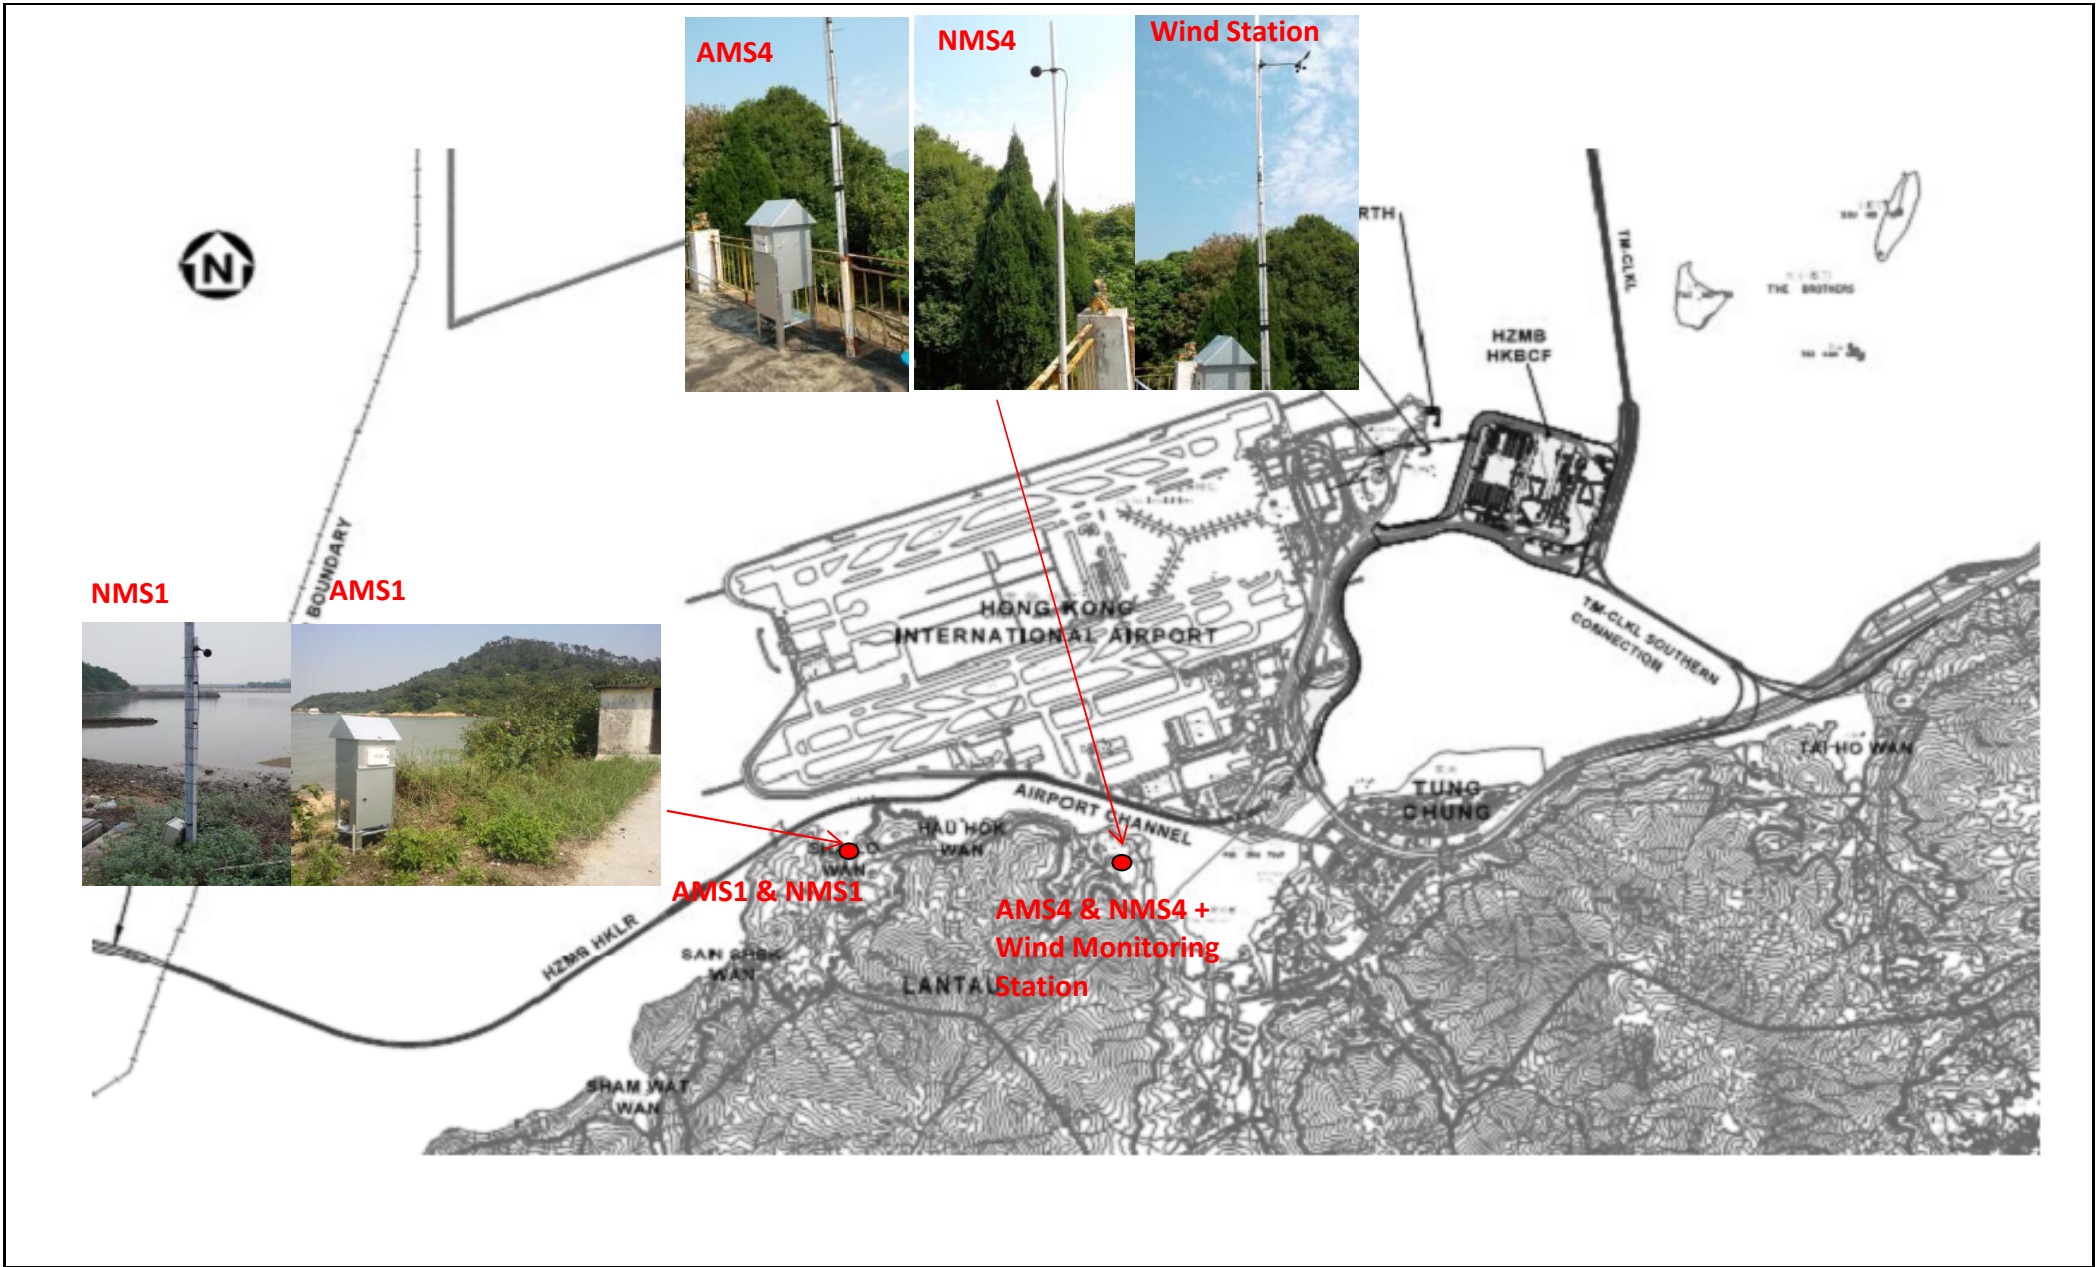 AMS4
NMS4
Wind Station
RTH
TM-CLKL
THE BROTHERS
HZMB
HKBCF
N
BOUNDARY
NMS1
AMS1
HONG KONG
INTERNATIONAL AIRPORT
TM-CLKL SOUTHERN
CONNECTION
TAI HO WAN
TUNG
CHUNG
AIRPORT CHANNEL
HAU HOK
WAN
WAN
AMS1 & NMS1
AMS4 & NMS4 +
Wind Monitoring
Station
HZMB HKLR
SAN SHEK
WAN
LANTAU
SHAM WAT
WAN